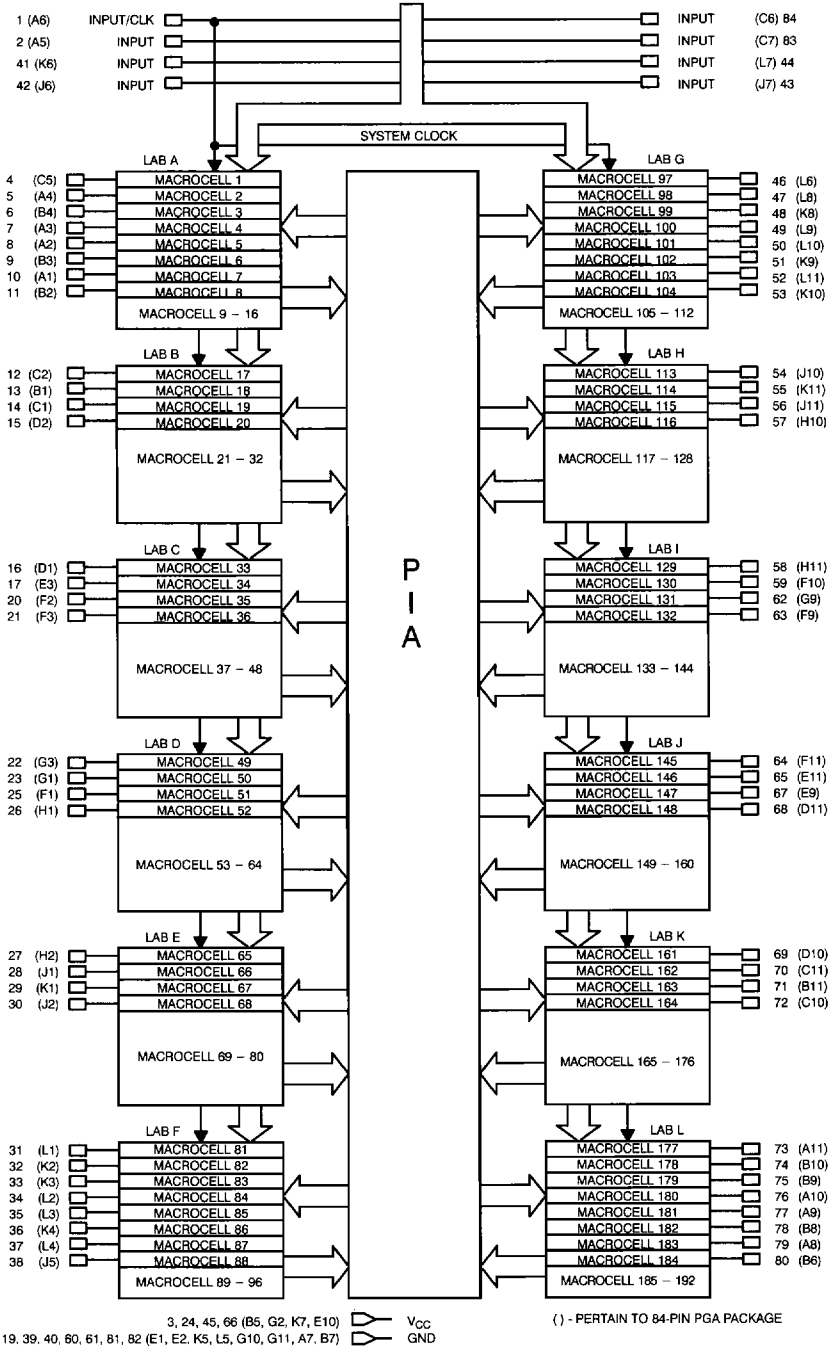 1 (A6) INPUT/CLK INPUT (C6) 84
2 (A5) INPUT INPUT (C7) 83
41 (K6) INPUT INPUT (L7) 44
42 (J6) INPUT INPUT (J7) 43
SYSTEM CLOCK
LAB A
4 (C5) MACROCELL 1
5 (A4) MACROCELL 2
6 (B4) MACROCELL 3
7 (A3) MACROCELL 4
8 (A2) MACROCELL 5
9 (B3) MACROCELL 6
10 (A1) MACROCELL 7
11 (B2) MACROCELL 8
MACROCELL 9 – 16
LAB B
12 (C2) MACROCELL 17
13 (B1) MACROCELL 18
14 (C1) MACROCELL 19
15 (D2) MACROCELL 20
MACROCELL 21 – 32
LAB C
16 (D1) MACROCELL 33
17 (E3) MACROCELL 34
20 (F2) MACROCELL 35
21 (F3) MACROCELL 36
MACROCELL 37 – 48
LAB D
22 (G3) MACROCELL 49
23 (G1) MACROCELL 50
25 (F1) MACROCELL 51
26 (H1) MACROCELL 52
MACROCELL 53 – 64
LAB E
27 (H2) MACROCELL 65
28 (J1) MACROCELL 66
29 (K1) MACROCELL 67
30 (J2) MACROCELL 68
MACROCELL 69 – 80
LAB F
31 (L1) MACROCELL 81
32 (K2) MACROCELL 82
33 (K3) MACROCELL 83
34 (L2) MACROCELL 84
35 (L3) MACROCELL 85
36 (K4) MACROCELL 86
37 (L4) MACROCELL 87
38 (J5) MACROCELL 88
MACROCELL 89 – 96
P
I
A
LAB G
MACROCELL 97 46 (L6)
MACROCELL 98 47 (L8)
MACROCELL 99 48 (K8)
MACROCELL 100 49 (L9)
MACROCELL 101 50 (L10)
MACROCELL 102 51 (K9)
MACROCELL 103 52 (L11)
MACROCELL 104 53 (K10)
MACROCELL 105 – 112
LAB H
MACROCELL 113 54 (J10)
MACROCELL 114 55 (K11)
MACROCELL 115 56 (J11)
MACROCELL 116 57 (H10)
MACROCELL 117 – 128
LAB I
MACROCELL 129 58 (H11)
MACROCELL 130 59 (F10)
MACROCELL 131 62 (G9)
MACROCELL 132 63 (F9)
MACROCELL 133 – 144
LAB J
MACROCELL 145 64 (F11)
MACROCELL 146 65 (E11)
MACROCELL 147 67 (E9)
MACROCELL 148 68 (D11)
MACROCELL 149 – 160
LAB K
MACROCELL 161 69 (D10)
MACROCELL 162 70 (C11)
MACROCELL 163 71 (B11)
MACROCELL 164 72 (C10)
MACROCELL 165 – 176
LAB L
MACROCELL 177 73 (A11)
MACROCELL 178 74 (B10)
MACROCELL 179 75 (B9)
MACROCELL 180 76 (A10)
MACROCELL 181 77 (A9)
MACROCELL 182 78 (B8)
MACROCELL 183 79 (A8)
MACROCELL 184 80 (B6)
MACROCELL 185 – 192
3, 24, 45, 66 (B5, G2, K7, E10) VCC
19, 39, 40, 60, 61, 81, 82 (E1, E2, K5, L5, G10, G11, A7, B7) GND
( ) - PERTAIN TO 84-PIN PGA PACKAGE